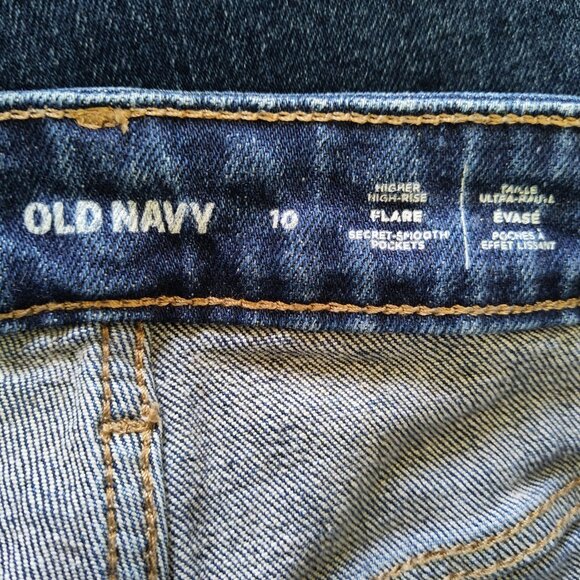 OLD NAVY
10
HIGHER
HIGH-RISE
FLARE
SECRET-SMOOTH
POCKETS
TAILLE
ULTRA-HAUTE
ÉVASÉ
POCHES À
EFFET LISSANT